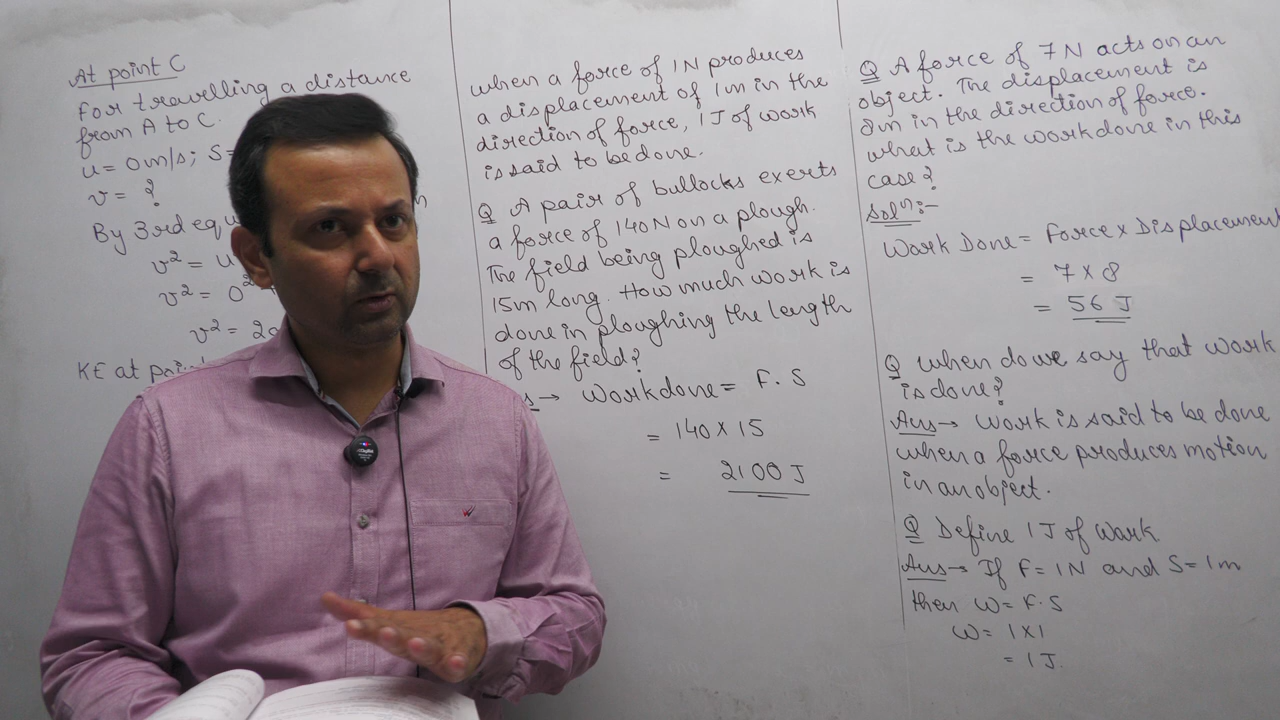 At point C
For travelling a distance
from A to C.
u = 0 m/s; S=
v = ?
By 3rd equ
v² = u
v² = 0²
v² = 2a
KE at poin
when a force of 1N produces
a displacement of 1m in the
direction of force, 1J of work
is said to be done.
Q A pair of bullocks exerts
a force of 140N on a plough.
The field being ploughed is
15m long. How much work is
done in ploughing the length
of the field?
s→ Workdone = F.S
= 140 X 15
= 2100 J
Q A force of 7N acts on an
object. The displacement is
8m in the direction of force.
what is the workdone in this
case?
Solⁿ:-
Work Done = Force x Displacement
= 7 X 8
= 56 J
Q when do we say that work
is done?
Ans→ Work is said to be done
when a force produces motion
in an object.
Q Define 1J of work
Ans→ If F=1N and S=1m
then W= F.S
W= 1X1
= 1J.